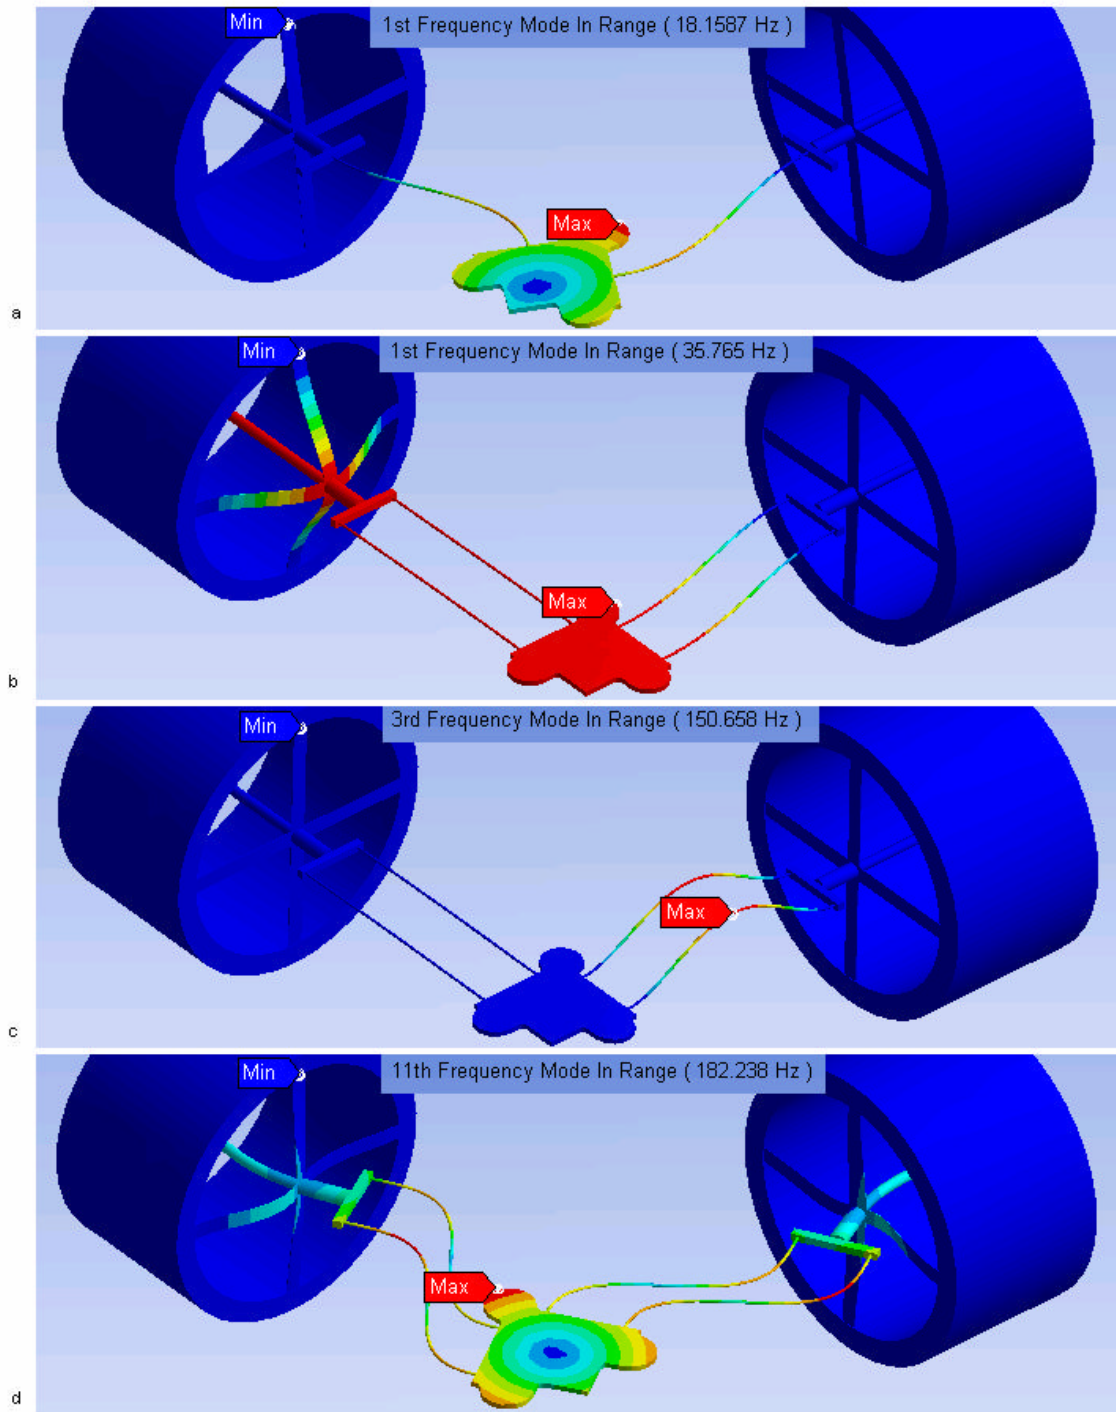 Min
1st Frequency Mode In Range ( 18.1587 Hz )
Max
a
Min
1st Frequency Mode In Range ( 35.765 Hz )
Max
b
Min
3rd Frequency Mode In Range ( 150.658 Hz )
Max
c
Min
11th Frequency Mode In Range ( 182.238 Hz )
Max
d